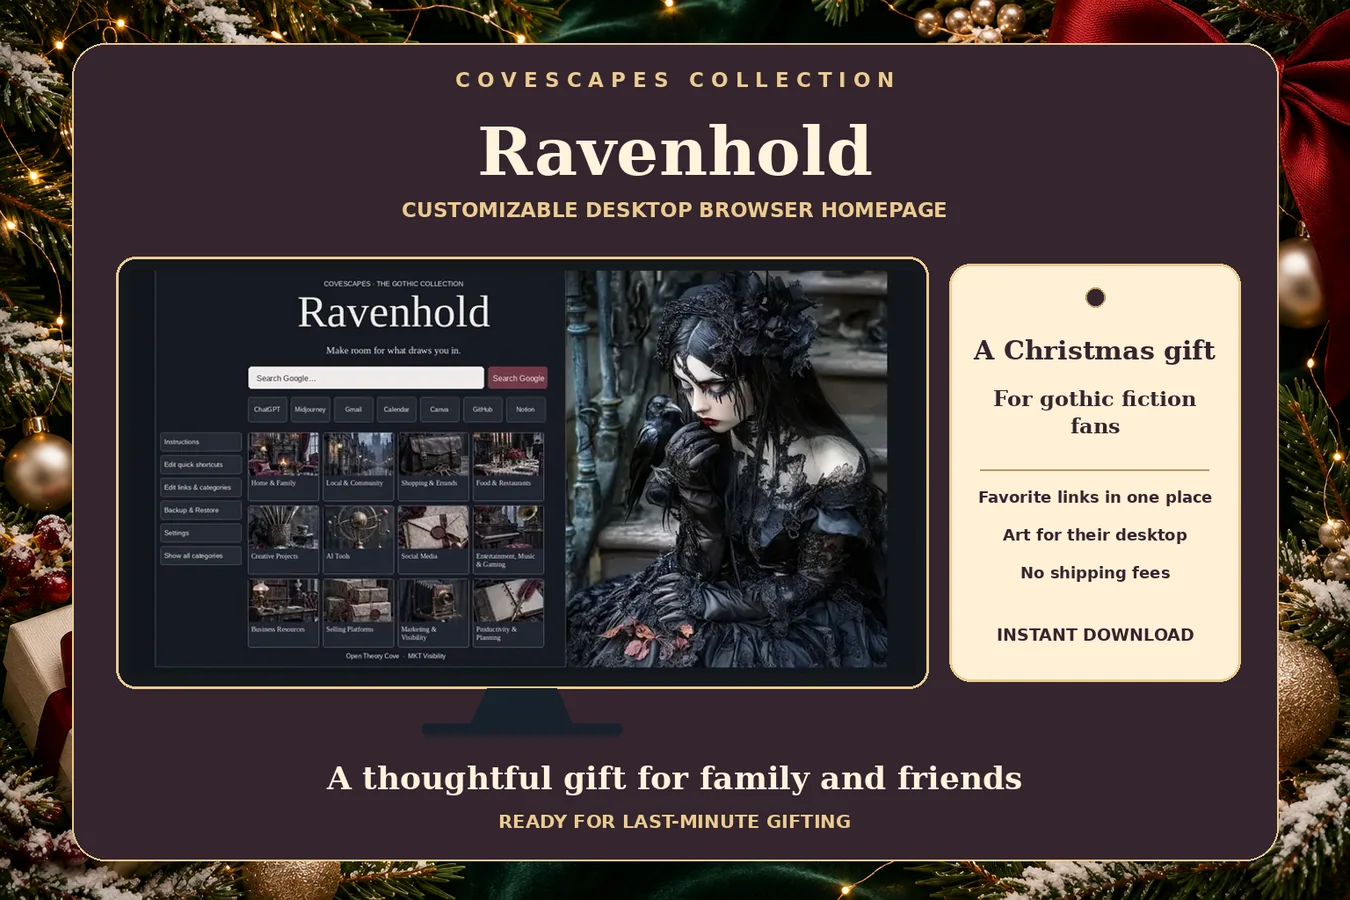 COVESCAPES COLLECTION
Ravenhold
CUSTOMIZABLE DESKTOP BROWSER HOMEPAGE
COVESCAPES · THE GOTHIC COLLECTION
Ravenhold
Make room for what draws you in.
Search Google...
Search Google
ChatGPT
Midjourney
Gmail
Calendar
Canva
GitHub
Notion
Instructions
Edit quick shortcuts
Edit links & categories
Backup & Restore
Settings
Show all categories
Home & Family
Local & Community
Shopping & Errands
Food & Restaurants
Creative Projects
AI Tools
Social Media
Entertainment, Music
& Gaming
Business Resources
Selling Platforms
Marketing &
Visibility
Productivity &
Planning
Open Theory Cove · MKT Visibility
A Christmas gift
For gothic fiction
fans
Favorite links in one place
Art for their desktop
No shipping fees
INSTANT DOWNLOAD
A thoughtful gift for family and friends
READY FOR LAST-MINUTE GIFTING